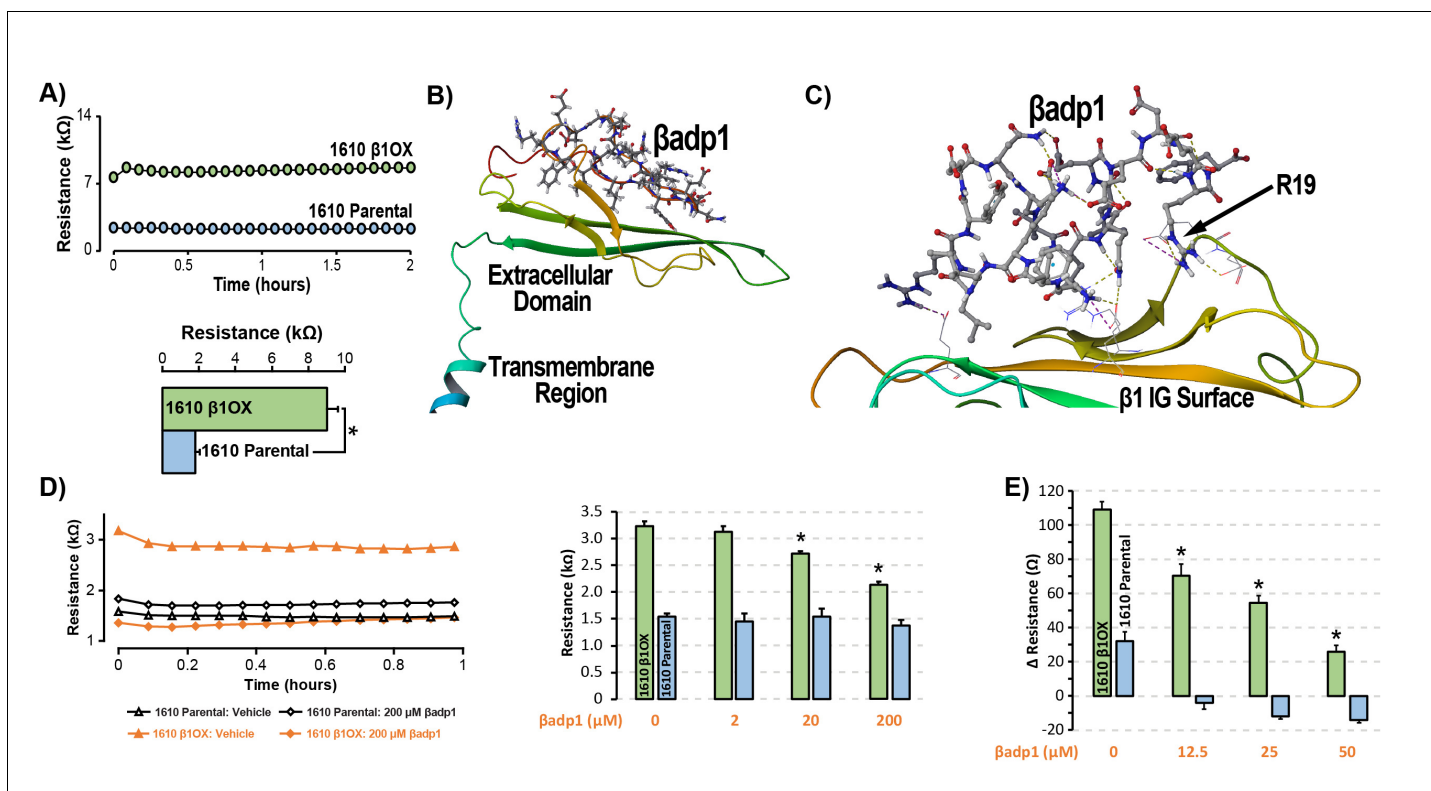 A)
14
7
0
Resistance (kΩ)
1610 β1OX
1610 Parental
0 0.5 1 1.5 2
Time (hours)
Resistance (kΩ)
0 2 4 6 8 10
1610 β1OX
1610 Parental
*
B)
βadp1
Extracellular
Domain
Transmembrane
Region
C)
βadp1
R19
β1 IG Surface
D)
Resistance (kΩ)
3
2
1
0 0.2 0.4 0.6 0.8 1
Time (hours)
1610 Parental: Vehicle
1610 Parental: 200 µM βadp1
1610 β1OX: Vehicle
1610 β1OX: 200 µM βadp1
Resistance (kΩ)
3.5
3.0
2.5
2.0
1.5
1.0
0.5
0
1610 β1OX
1610 Parental
*
*
βadp1 (µM) 0 2 20 200
E)
Δ Resistance (Ω)
120
100
80
60
40
20
0
-20
1610 β1OX
1610 Parental
*
*
*
βadp1 (µM) 0 12.5 25 50